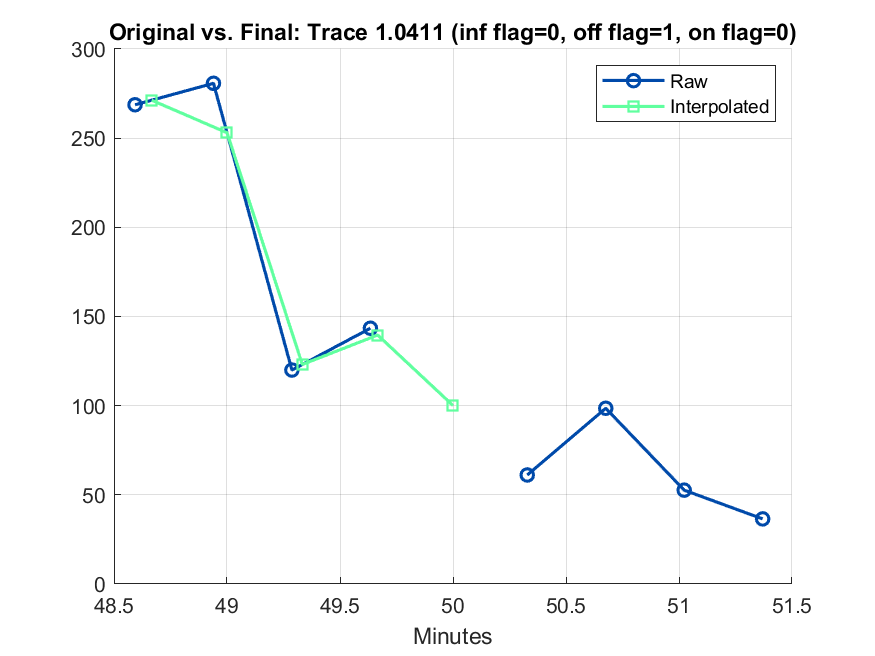 Original vs. Final: Trace 1.0411 (inf flag=0, off flag=1, on flag=0)
300
250
200
150
100
50
0
Raw
Interpolated
48.5 49 49.5 50 50.5 51 51.5
Minutes